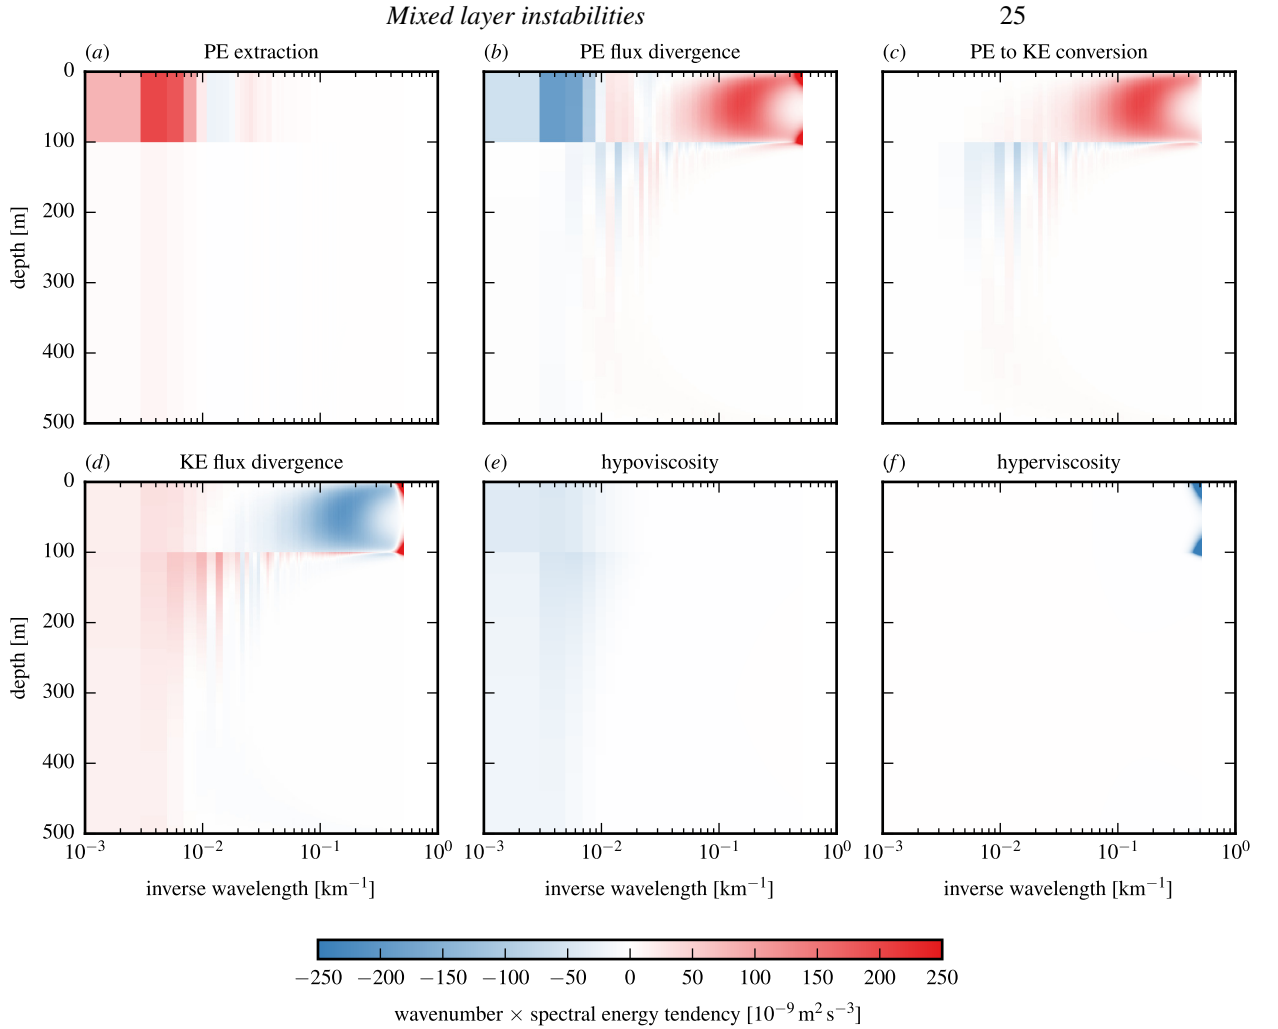 Mixed layer instabilities 25
(a) PE extraction (b) PE flux divergence (c) PE to KE conversion
0
100
200
300
400
500
depth [m]
(d) KE flux divergence (e) hypoviscosity (f) hyperviscosity
0
100
200
300
400
500
depth [m]
10⁻³ 10⁻² 10⁻¹ 10⁰ 10⁻³ 10⁻² 10⁻¹ 10⁰ 10⁻³ 10⁻² 10⁻¹ 10⁰
inverse wavelength [km⁻¹] inverse wavelength [km⁻¹] inverse wavelength [km⁻¹]
−250 −200 −150 −100 −50 0 50 100 150 200 250
wavenumber × spectral energy tendency [10⁻⁹ m² s⁻³]